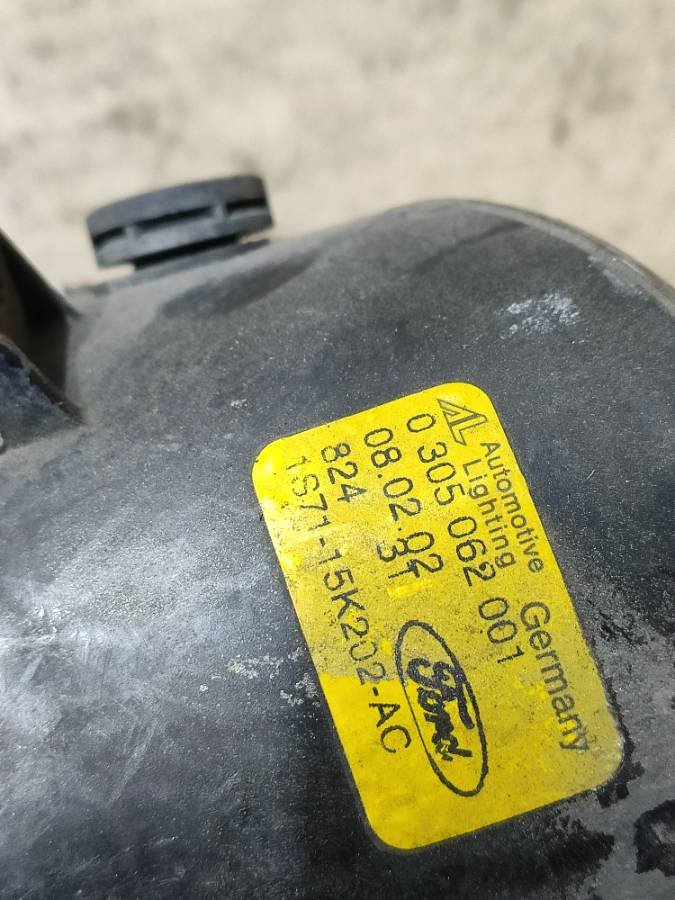 AL Automotive Lighting Germany
0 305 062 001
08.02.02
824 31
1S71-15K202-AC
Ford